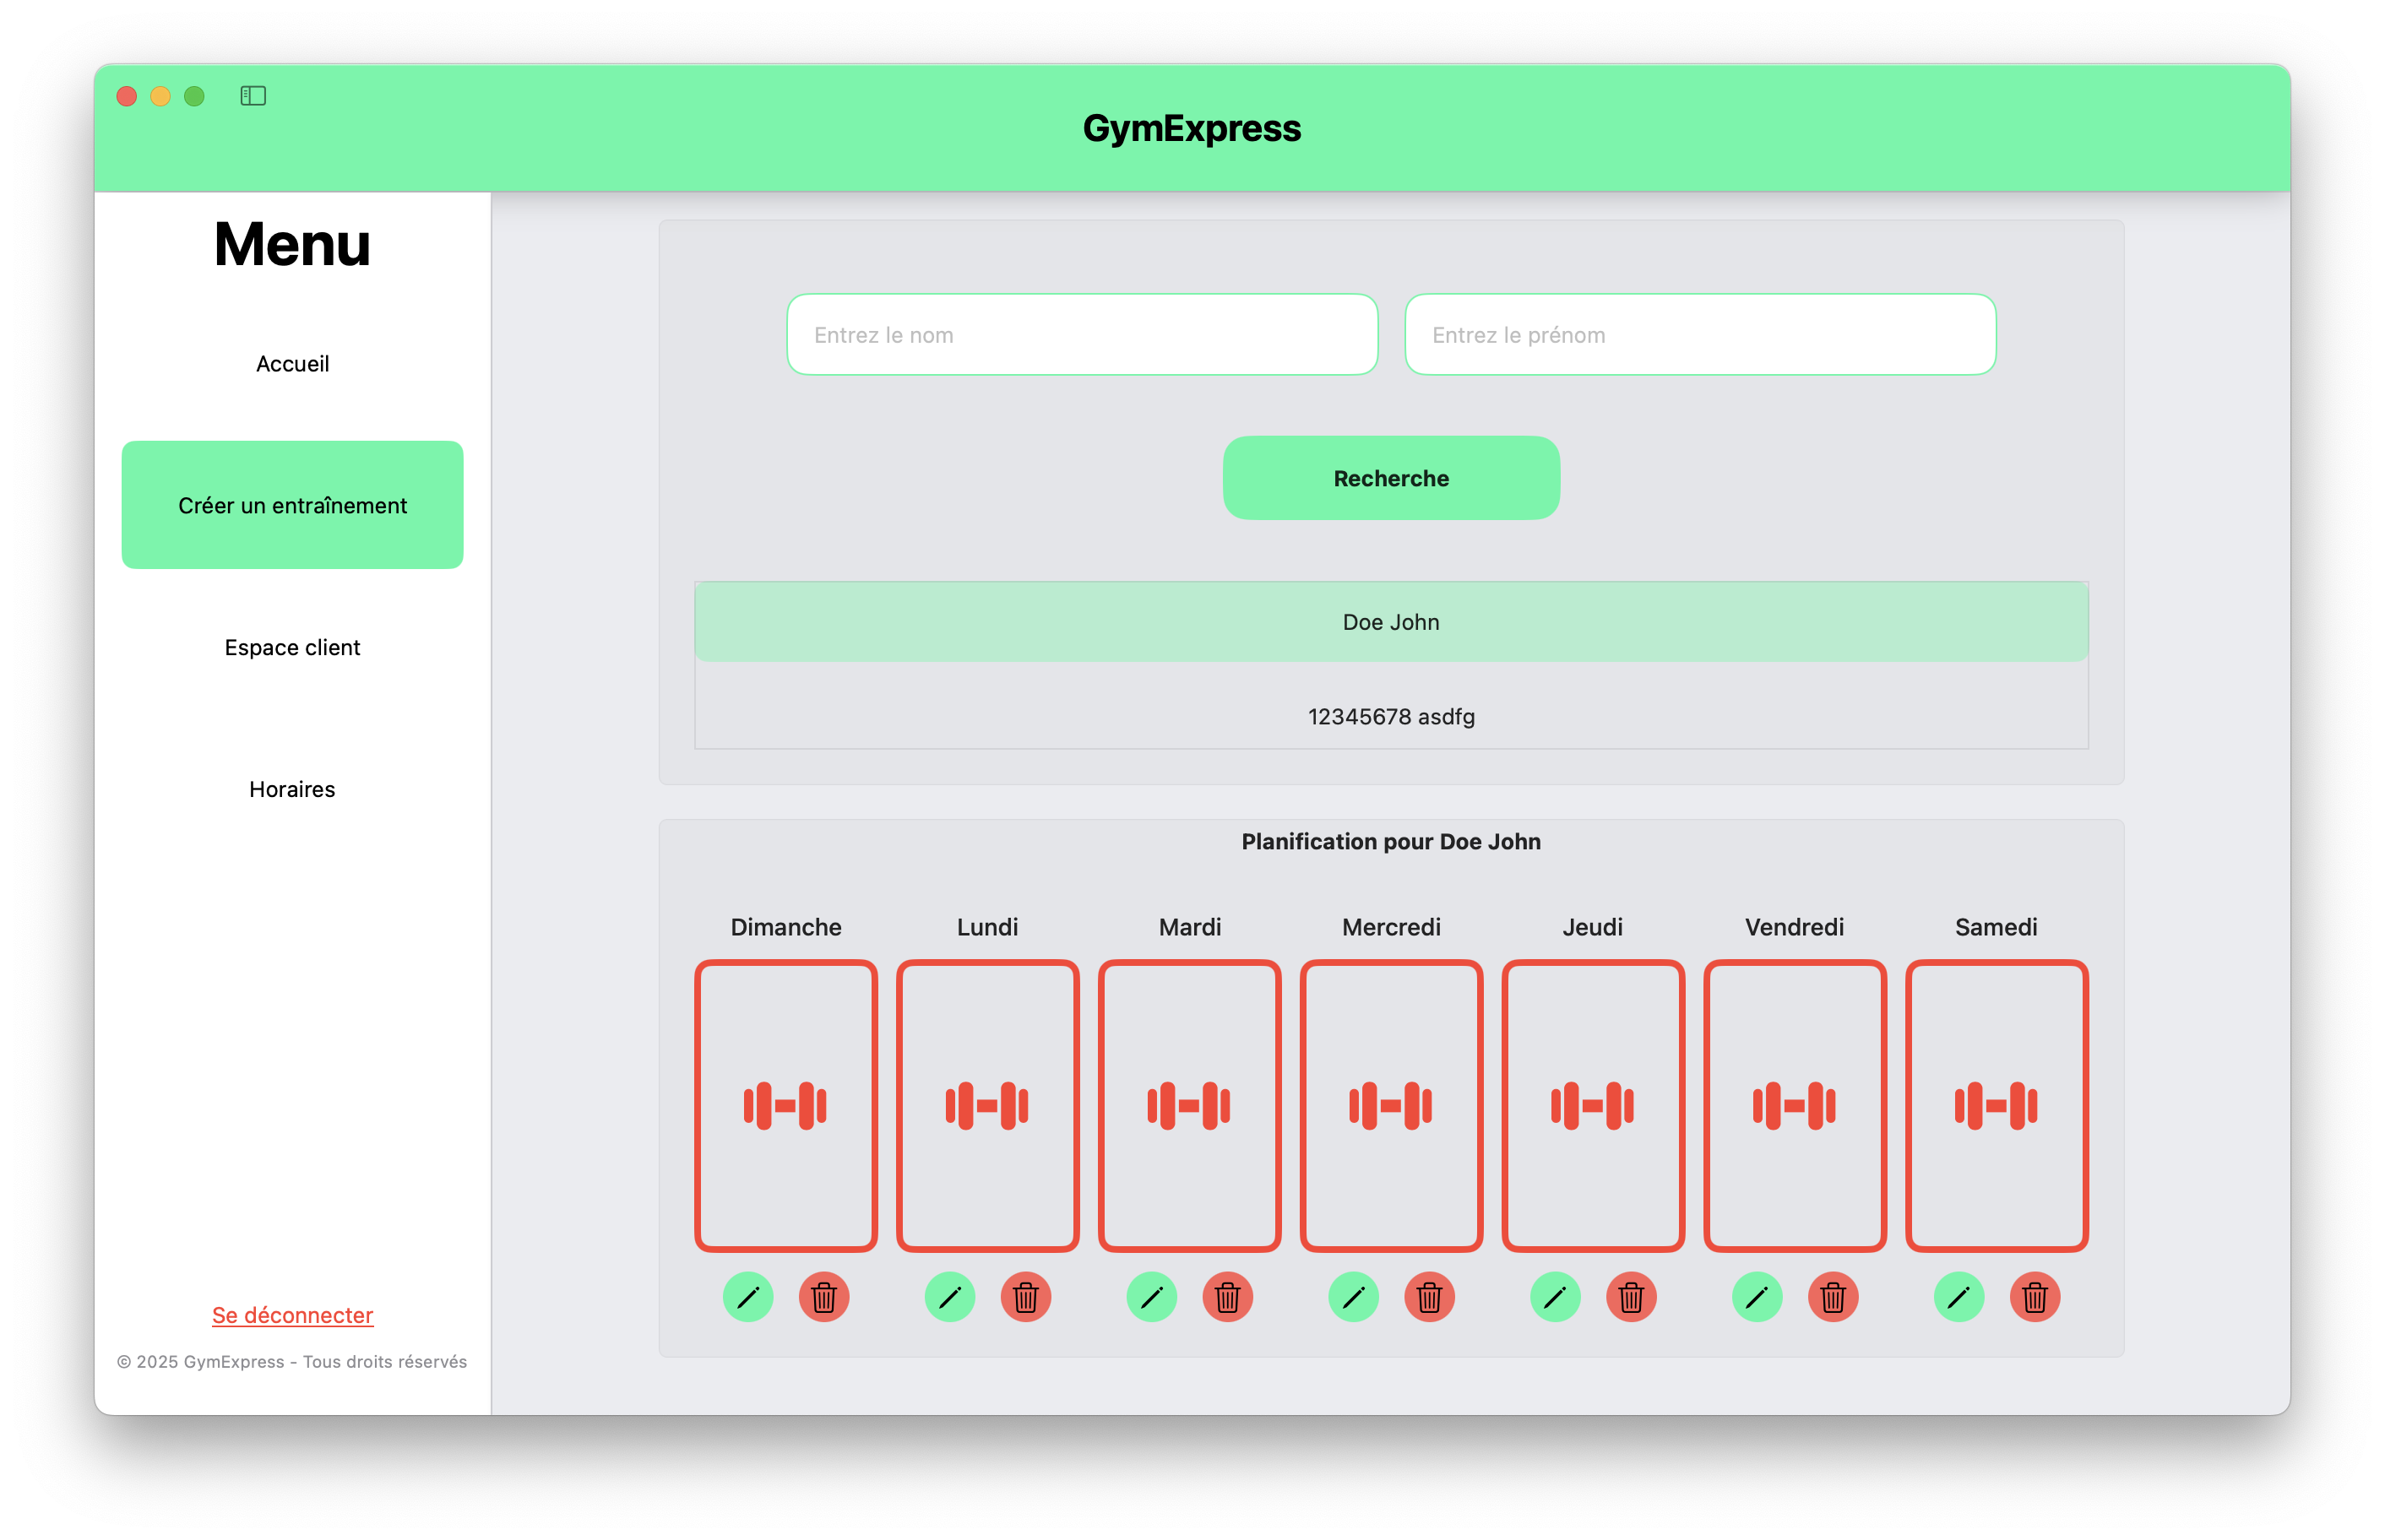 GymExpress
Menu
Accueil
Créer un entraînement
Espace client
Horaires
Se déconnecter
© 2025 GymExpress - Tous droits réservés
Entrez le nom
Entrez le prénom
Recherche
Doe John
12345678 asdfg
Planification pour Doe John
Dimanche Lundi Mardi Mercredi Jeudi Vendredi Samedi